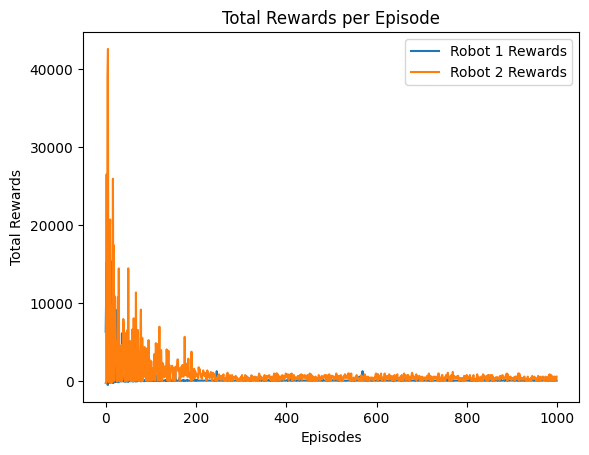 Total Rewards per Episode
Robot 1 Rewards
Robot 2 Rewards
40000
30000
20000
10000
0
Total Rewards
0 200 400 600 800 1000
Episodes